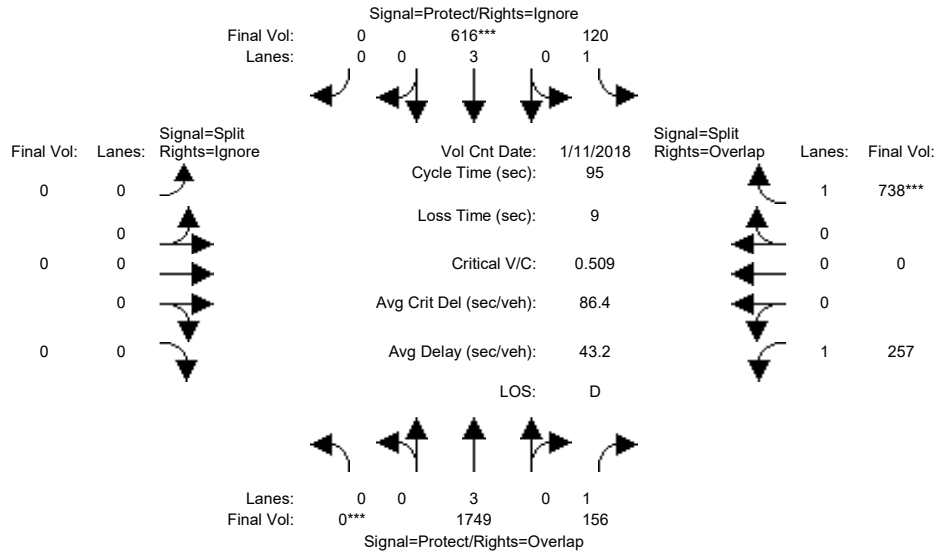 Signal=Protect/Rights=Ignore
Final Vol: 0 616*** 120
Lanes: 0 0 3 0 1
Signal=Split Signal=Split
Final Vol: Lanes: Rights=Ignore Vol Cnt Date: 1/11/2018 Rights=Overlap Lanes: Final Vol:
Cycle Time (sec): 95
0 0 1 738***
Loss Time (sec): 9
0 0
0 0 Critical V/C: 0.509 0 0
0 Avg Crit Del (sec/veh): 86.4 0
0 0 Avg Delay (sec/veh): 43.2 1 257
LOS: D
Lanes: 0 0 3 0 1
Final Vol: 0*** 1749 156
Signal=Protect/Rights=Overlap